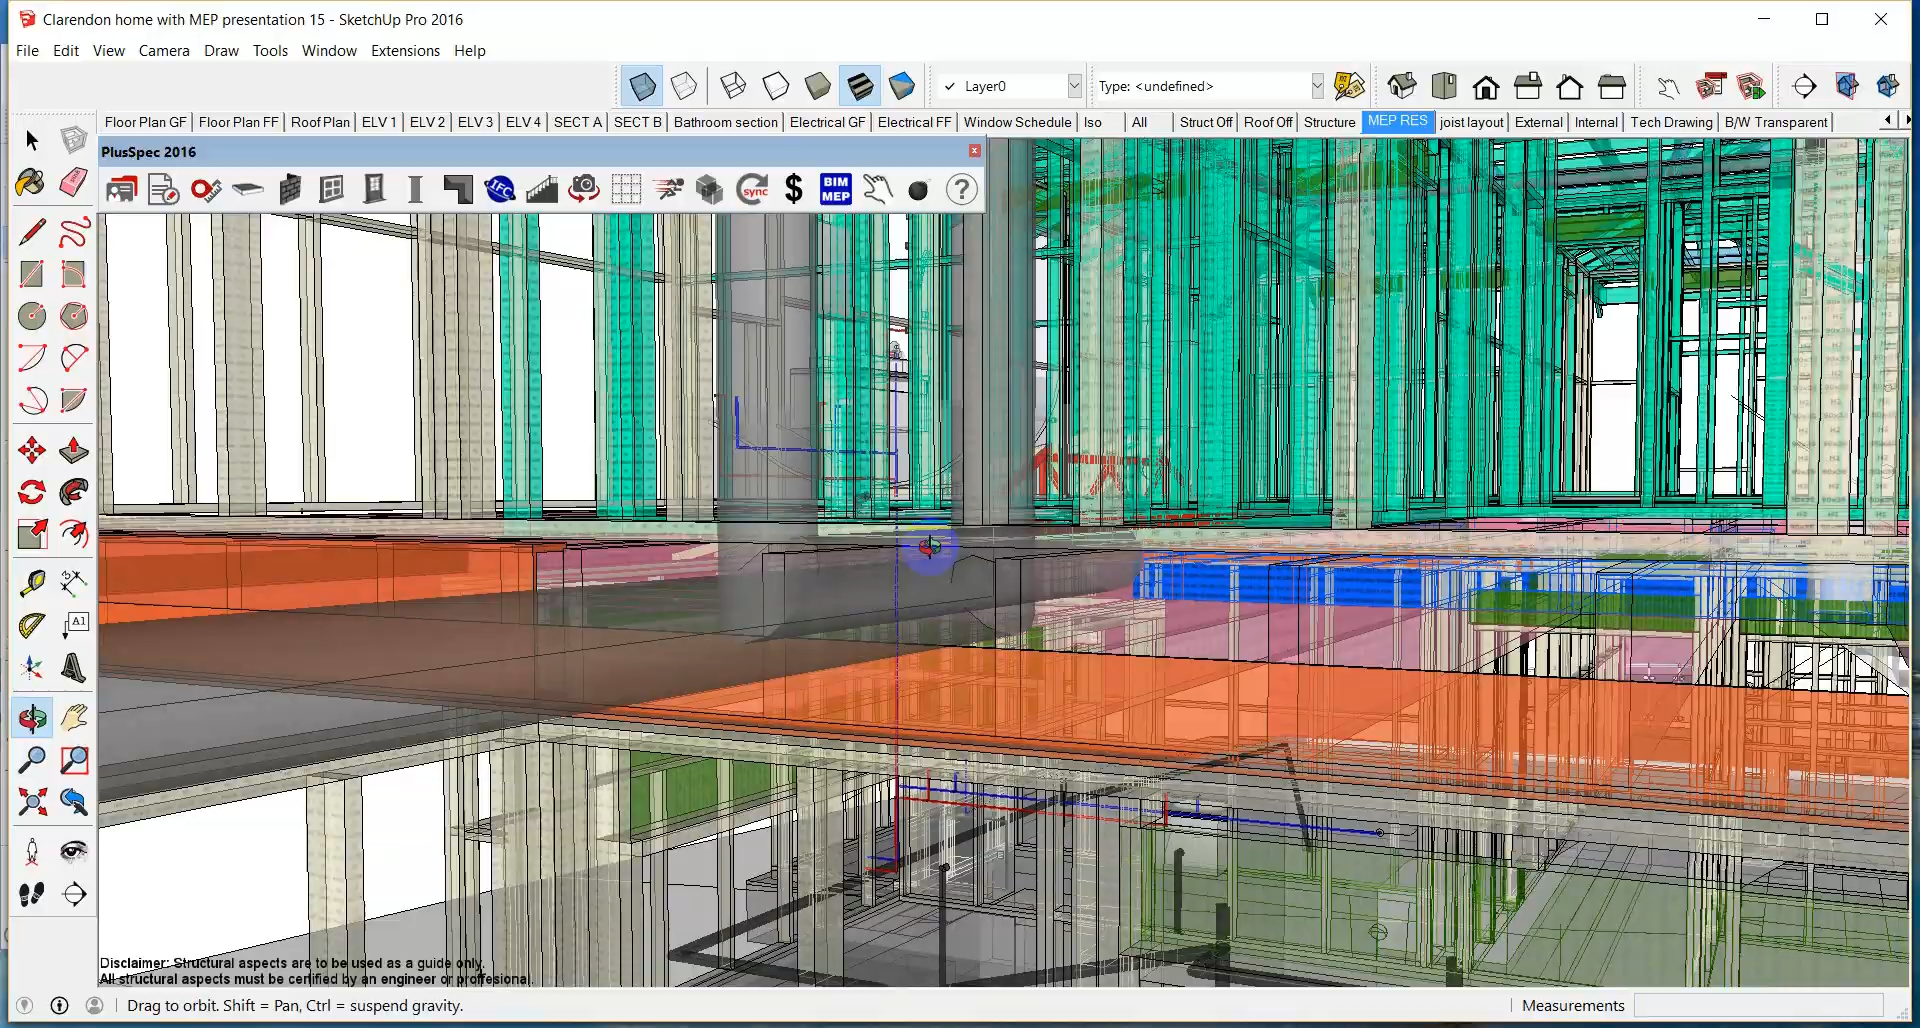 Clarendon home with MEP presentation 15 - SketchUp Pro 2016
File Edit View Camera Draw Tools Window Extensions Help
Layer0 Type: <undefined>
Floor Plan GF Floor Plan FF Roof Plan ELV 1 ELV 2 ELV 3 ELV 4 SECT A SECT B Bathroom section Electrical GF Electrical FF Window Schedule Iso All Struct Off Roof Off Structure MEP RES joist layout External Internal Tech Drawing B/W Transparent
PlusSpec 2016
IFC sync $ BIM MEP ?
A1
Disclaimer: Structural aspects are to be used as a guide only.
All structural aspects must be cerified by an engineer or proffesional.
Drag to orbit. Shift = Pan, Ctrl = suspend gravity. Measurements